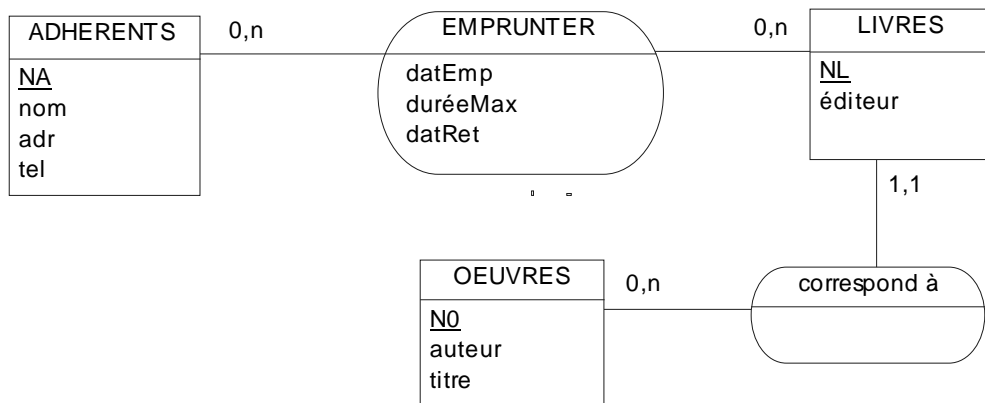 ADHERENTS
0,n
EMPRUNTER
0,n
LIVRES
NA
nom
adr
tel
datEmp
duréeMax
datRet
NL
éditeur
1,1
OEUVRES
0,n
correspond à
N0
auteur
titre